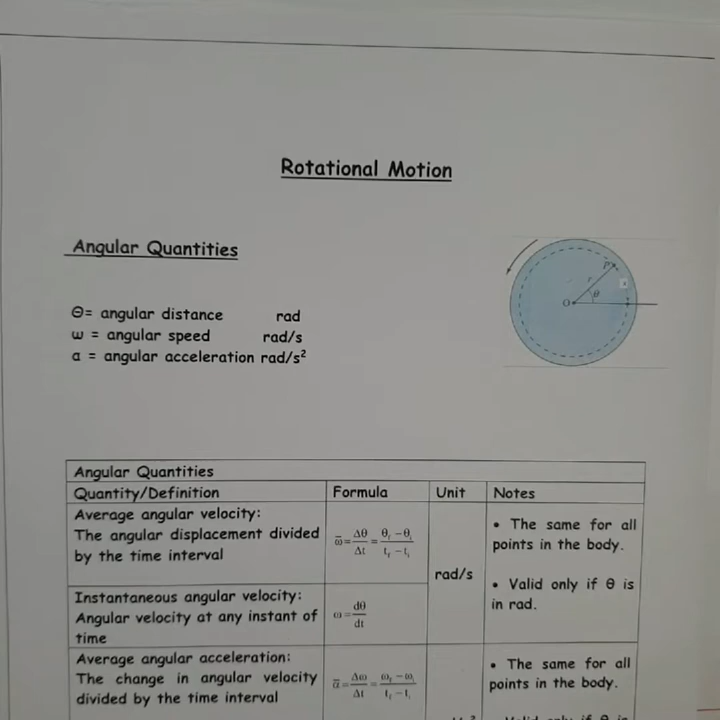 Rotational Motion
Angular Quantities
Θ= angular distance rad
ω = angular speed rad/s
α = angular acceleration rad/s²
P
r
θ
O
Angular Quantities
Quantity/Definition Formula Unit Notes
Average angular velocity:
The angular displacement divided
by the time interval
ω̅ = Δθ/Δt = θf − θi / tf − ti
rad/s
• The same for all
points in the body.
• Valid only if θ is
in rad.
Instantaneous angular velocity:
Angular velocity at any instant of
time
ω = dθ/dt
Average angular acceleration:
The change in angular velocity
divided by the time interval
α̅ = Δω/Δt = ωf − ωi / tf − ti
• The same for all
points in the body.